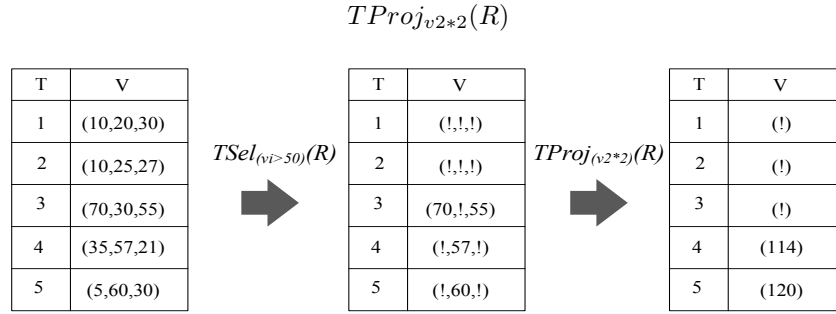 TProj_{v2*2}(R)
T V T V T V
1 (10,20,30) 1 (!,!,!) 1 (!)
TSel_{(vi>50)}(R) TProj_{(v2*2)}(R)
2 (10,25,27) 2 (!,!,!) 2 (!)
3 (70,30,55) 3 (70,!,55) 3 (!)
4 (35,57,21) 4 (!,57,!) 4 (114)
5 (5,60,30) 5 (!,60,!) 5 (120)